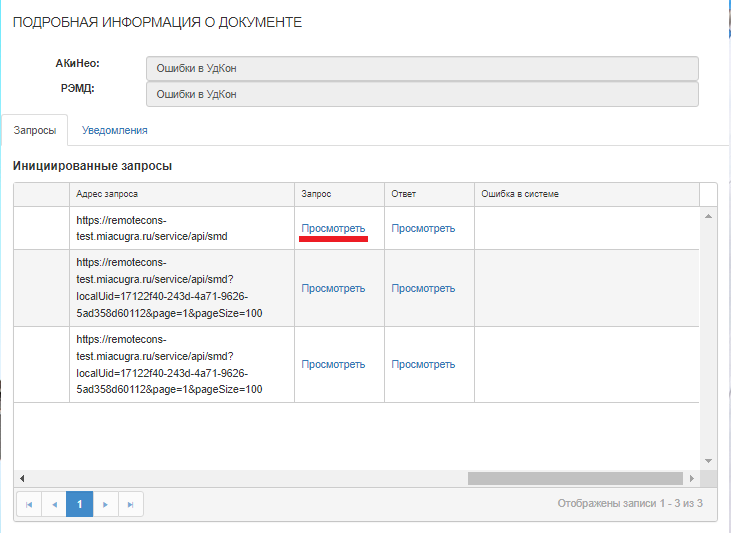 ПОДРОБНАЯ ИНФОРМАЦИЯ О ДОКУМЕНТЕ
АКиНео:
Ошибки в УдКон
РЭМД:
Ошибки в УдКон
Запросы
Уведомления
Инициированные запросы
Адрес запроса
Запрос
Ответ
Ошибка в системе
https://remotecons-
test.miacugra.ru/service/api/smd
Просмотреть
Просмотреть
https://remotecons-
test.miacugra.ru/service/api/smd?
localUid=17122f40-243d-4a71-9626-
5ad358d60112&page=1&pageSize=100
Просмотреть
Просмотреть
https://remotecons-
test.miacugra.ru/service/api/smd?
localUid=17122f40-243d-4a71-9626-
5ad358d60112&page=1&pageSize=100
Просмотреть
Просмотреть
1
Отображены записи 1 - 3 из 3